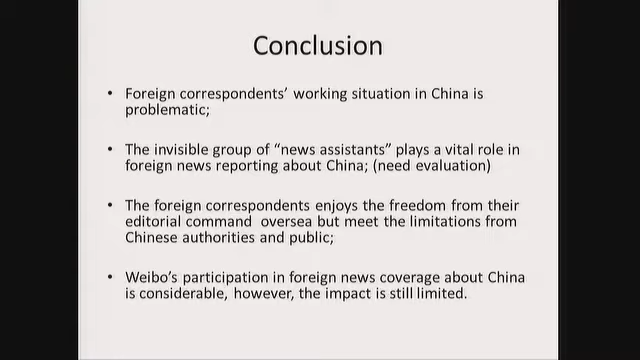 Conclusion
• Foreign correspondents' working situation in China is
problematic;
• The invisible group of "news assistants" plays a vital role in
foreign news reporting about China; (need evaluation)
• The foreign correspondents enjoys the freedom from their
editorial command  oversea but meet the limitations from
Chinese authorities and public;
• Weibo's participation in foreign news coverage about China
is considerable, however, the impact is still limited.